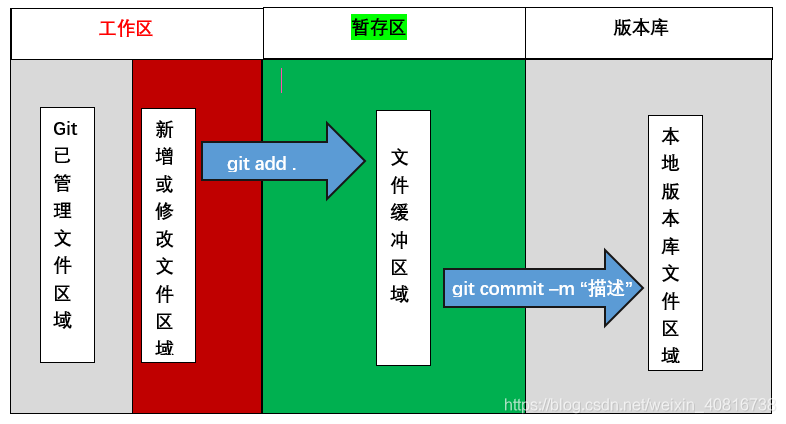 工作区
暂存区
版本库
Git已管理文件区域
新增或修改文件区域
git add .
文件缓冲区域
git commit –m “描述”
本地版本库文件区域
https://blog.csdn.net/weixin_40816738